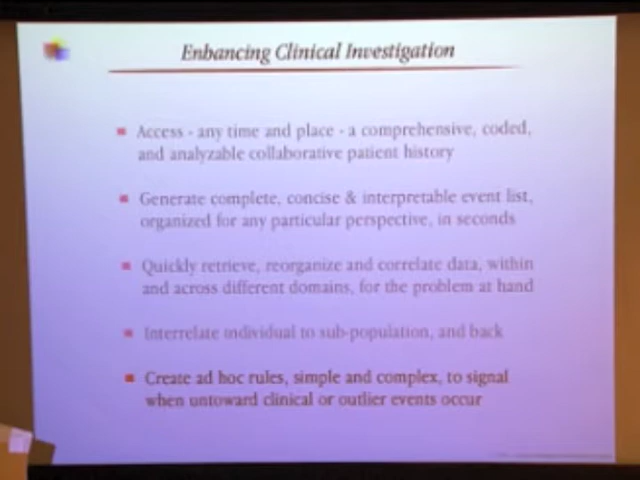 Enhancing Clinical Investigation
Access - any time and place - a comprehensive, coded,
and analyzable collaborative patient history
Generate complete, concise & interpretable event list,
organized for any particular perspective, in seconds
Quickly retrieve, reorganize and correlate data, within
and across different domains, for the problem at hand
Interrelate individual to sub-population, and back
Create ad hoc rules, simple and complex, to signal
when untoward clinical or outlier events occur